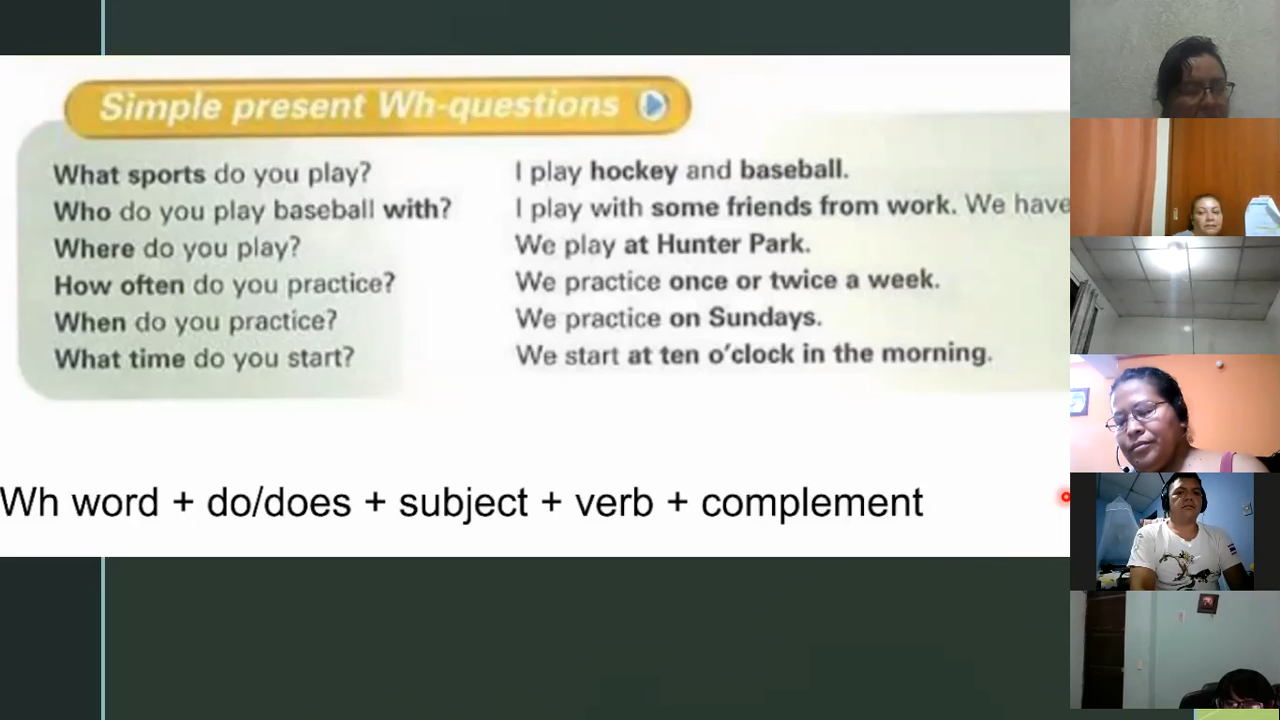 Simple present Wh-questions
What sports do you play? I play hockey and baseball.
Who do you play baseball with? I play with some friends from work. We have
Where do you play? We play at Hunter Park.
How often do you practice? We practice once or twice a week.
When do you practice? We practice on Sundays.
What time do you start? We start at ten o'clock in the morning.
Wh word + do/does + subject + verb + complement